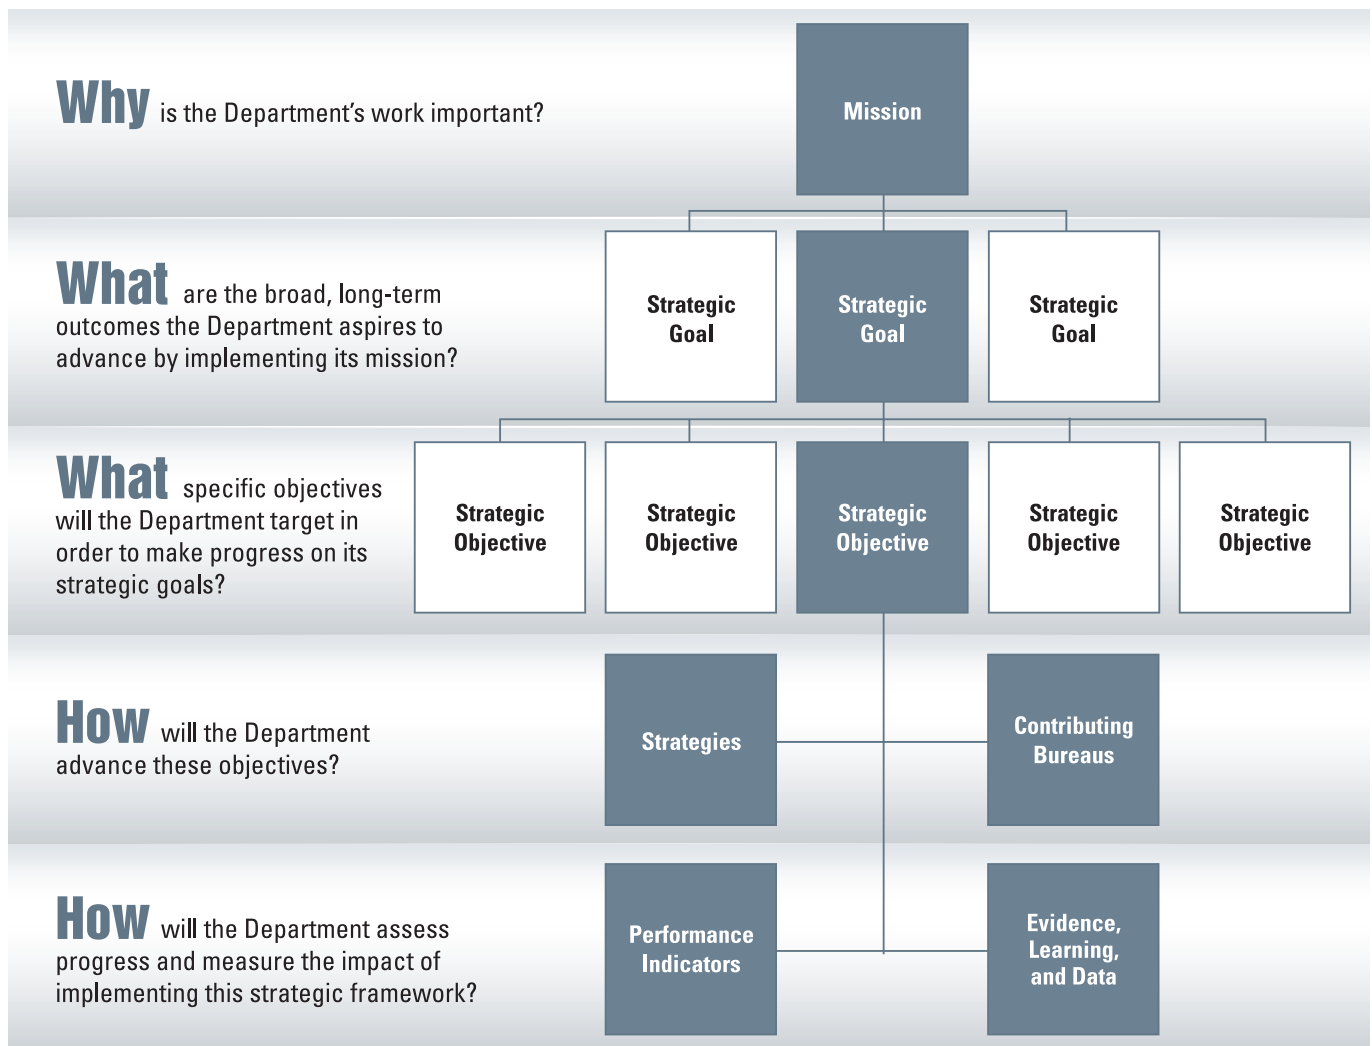 Why is the Department’s work important?
Mission
What are the broad, long-term
outcomes the Department aspires to
advance by implementing its mission?
Strategic
Goal
Strategic
Goal
Strategic
Goal
What specific objectives
will the Department target in
order to make progress on its
strategic goals?
Strategic
Objective
Strategic
Objective
Strategic
Objective
Strategic
Objective
Strategic
Objective
How will the Department
advance these objectives?
Strategies
Contributing
Bureaus
How will the Department assess
progress and measure the impact of
implementing this strategic framework?
Performance
Indicators
Evidence,
Learning,
and Data